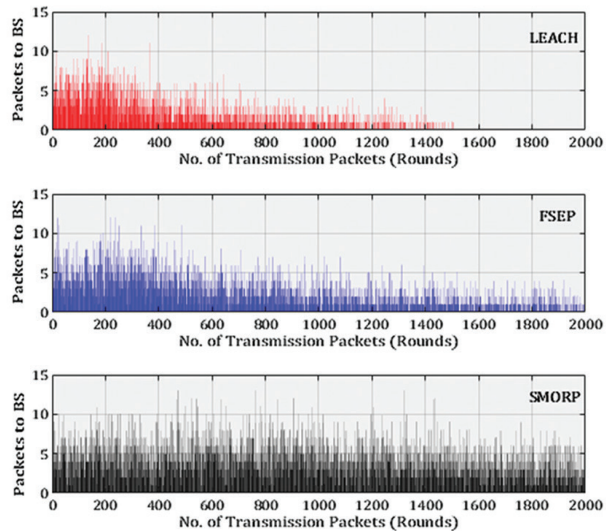 15
LEACH
10
5
0
Packets to BS
0 200 400 600 800 1000 1200 1400 1600 1800 2000
No. of Transmission Packets (Rounds)
15
FSEP
10
5
0
Packets to BS
0 200 400 600 800 1000 1200 1400 1600 1800 2000
No. of Transmission Packets (Rounds)
15
SMORP
10
5
0
Packets to BS
0 200 400 600 800 1000 1200 1400 1600 1800 2000
No. of Transmission Packets (Rounds)